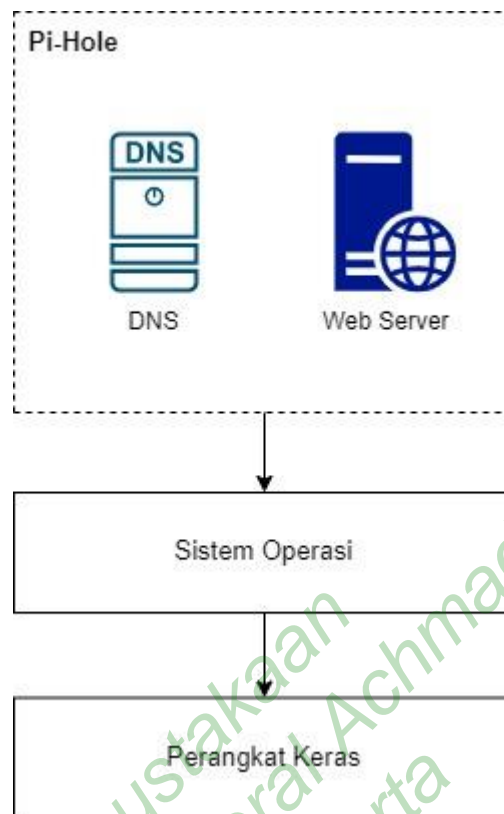 Pi-Hole
DNS
DNS
Web Server
Sistem Operasi
Perangkat Keras